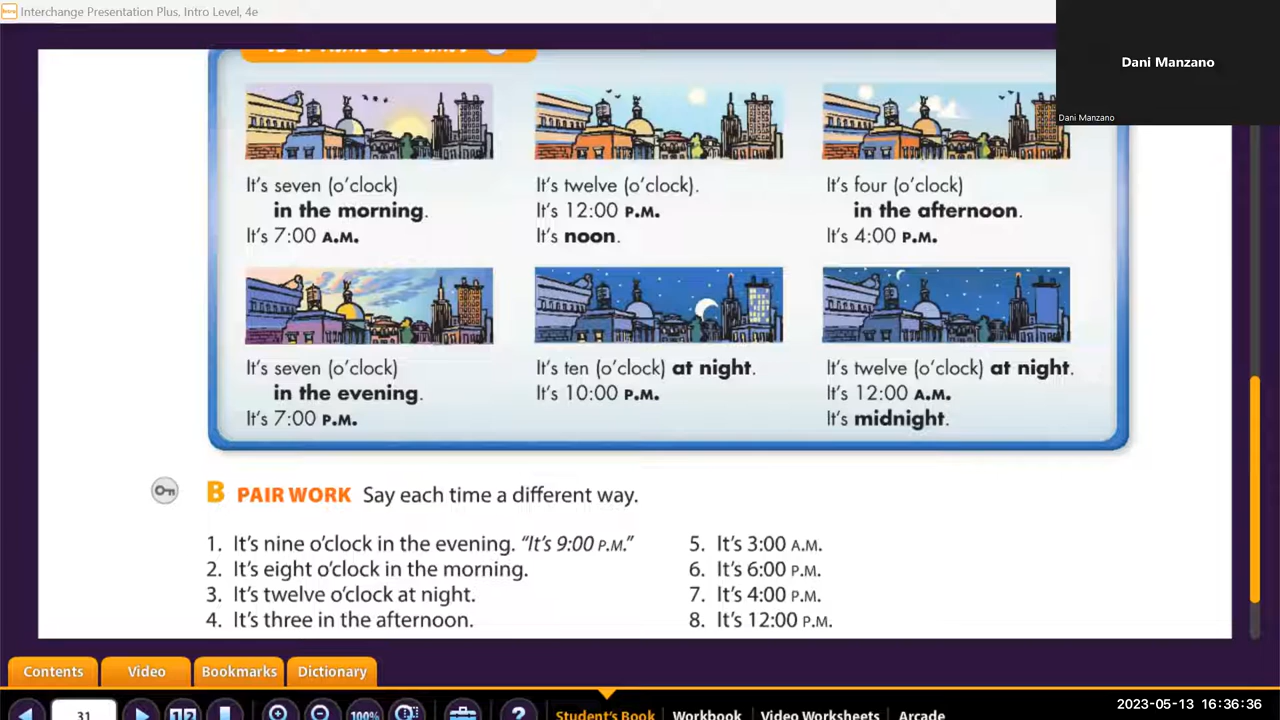 Interchange Presentation Plus, Intro Level, 4e
Dani Manzano
Dani Manzano
It's seven (o'clock)
in the morning.
It's 7:00 A.M.
It's twelve (o'clock).
It's 12:00 P.M.
It's noon.
It's four (o'clock)
in the afternoon.
It's 4:00 P.M.
It's seven (o'clock)
in the evening.
It's 7:00 P.M.
It's ten (o'clock) at night.
It's 10:00 P.M.
It's twelve (o'clock) at night.
It's 12:00 A.M.
It's midnight.
B PAIR WORK Say each time a different way.
1. It's nine o'clock in the evening. "It's 9:00 P.M."
2. It's eight o'clock in the morning.
3. It's twelve o'clock at night.
4. It's three in the afternoon.
5. It's 3:00 A.M.
6. It's 6:00 P.M.
7. It's 4:00 P.M.
8. It's 12:00 P.M.
Contents Video Bookmarks Dictionary
31 100% ? Student's Book Workbook Video Worksheets Arcade
2023-05-13 16:36:36